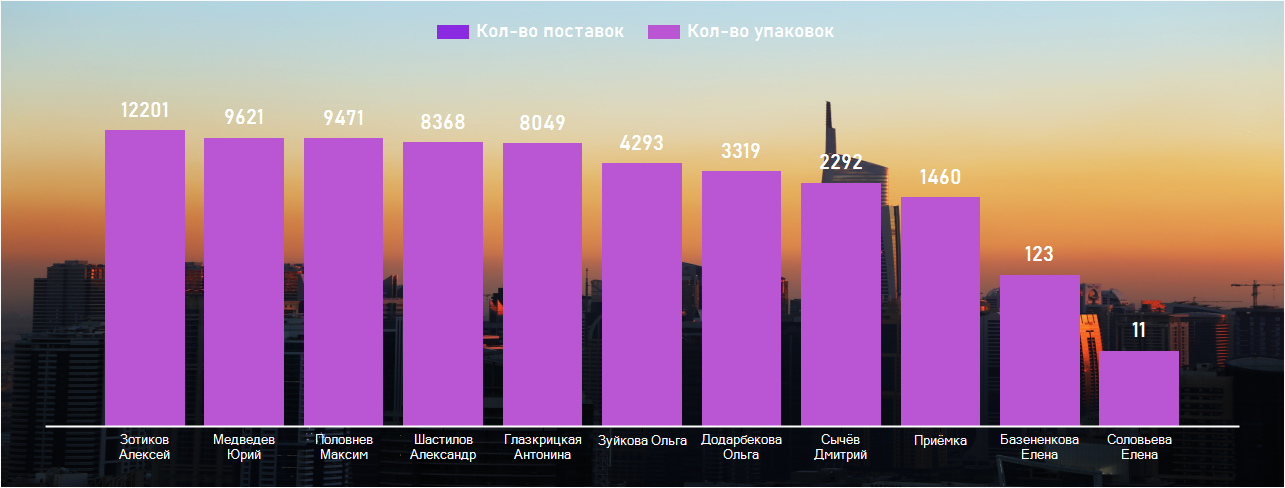 Кол-во поставок Кол-во упаковок
12201 9621 9471 8368 8049 4293 3319 2292 1460 123 11
Зотиков Медведев Половнев Шастилов Глазкрицкая Зуйкова Ольга Додарбекова Сычёв Приёмка Базененкова Соловьева
Алексей Юрий Максим Александр Антонина Ольга Дмитрий Елена Елена